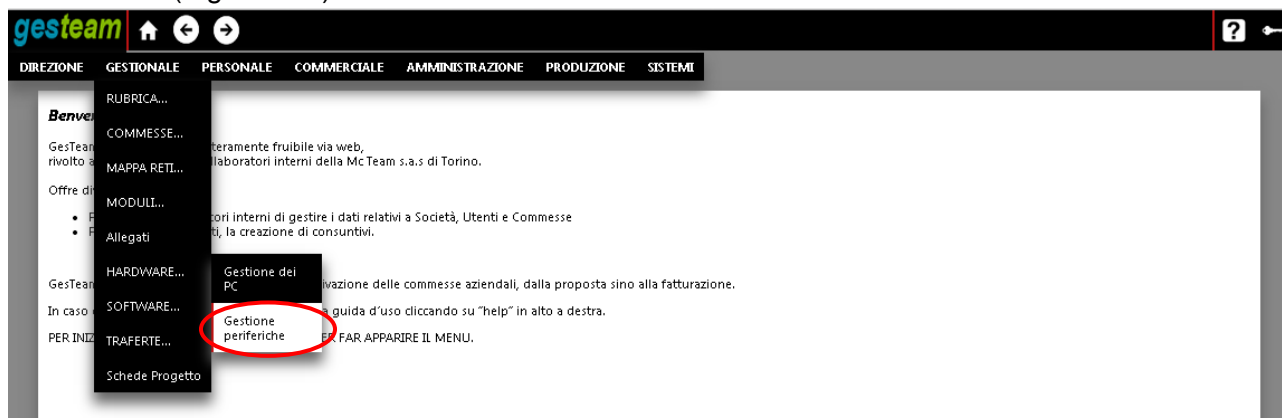 gesteam
?
DIREZIONE GESTIONALE PERSONALE COMMERCIALE AMMINISTRAZIONE PRODUZIONE SISTEMI
RUBRICA...
COMMESSE...
MAPPA RETI...
MODULI...
Allegati
HARDWARE...
SOFTWARE...
TRAFERTE...
Schede Progetto
Gestione dei
PC
Gestione
periferiche
GesTeam teramente fruibile via web,
rivolto a laboratori interni della Mc Team s.a.s di Torino.
Offre di
tori interni di gestire i dati relativi a Società, Utenti e Commesse
ti, la creazione di consuntivi.
GesTeam ivazione delle commesse aziendali, dalla proposta sino alla fatturazione.
In caso guida d'uso cliccando su "help" in alto a destra.
PER INIZ ER FAR APPARIRE IL MENU.